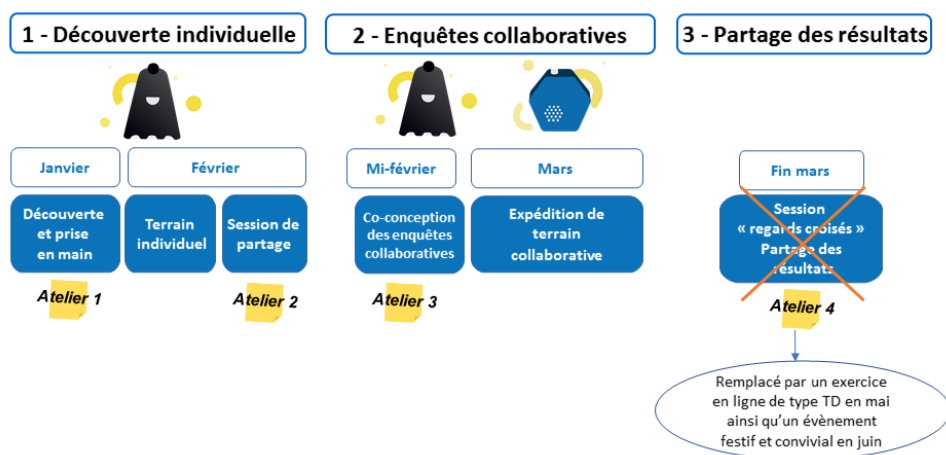 1 - Découverte individuelle
2 - Enquêtes collaboratives
3 - Partage des résultats
Janvier
Février
Mi-février
Mars
Fin mars
Découverte
et prise
en main
Terrain
individuel
Session de
partage
Co-conception
des enquêtes
collaboratives
Expédition de
terrain
collaborative
Session
« regards croisés »
Partage des
résultats
Atelier 1
Atelier 2
Atelier 3
Atelier 4
Remplacé par un exercice
en ligne de type TD en mai
ainsi qu'un évènement
festif et convivial en juin